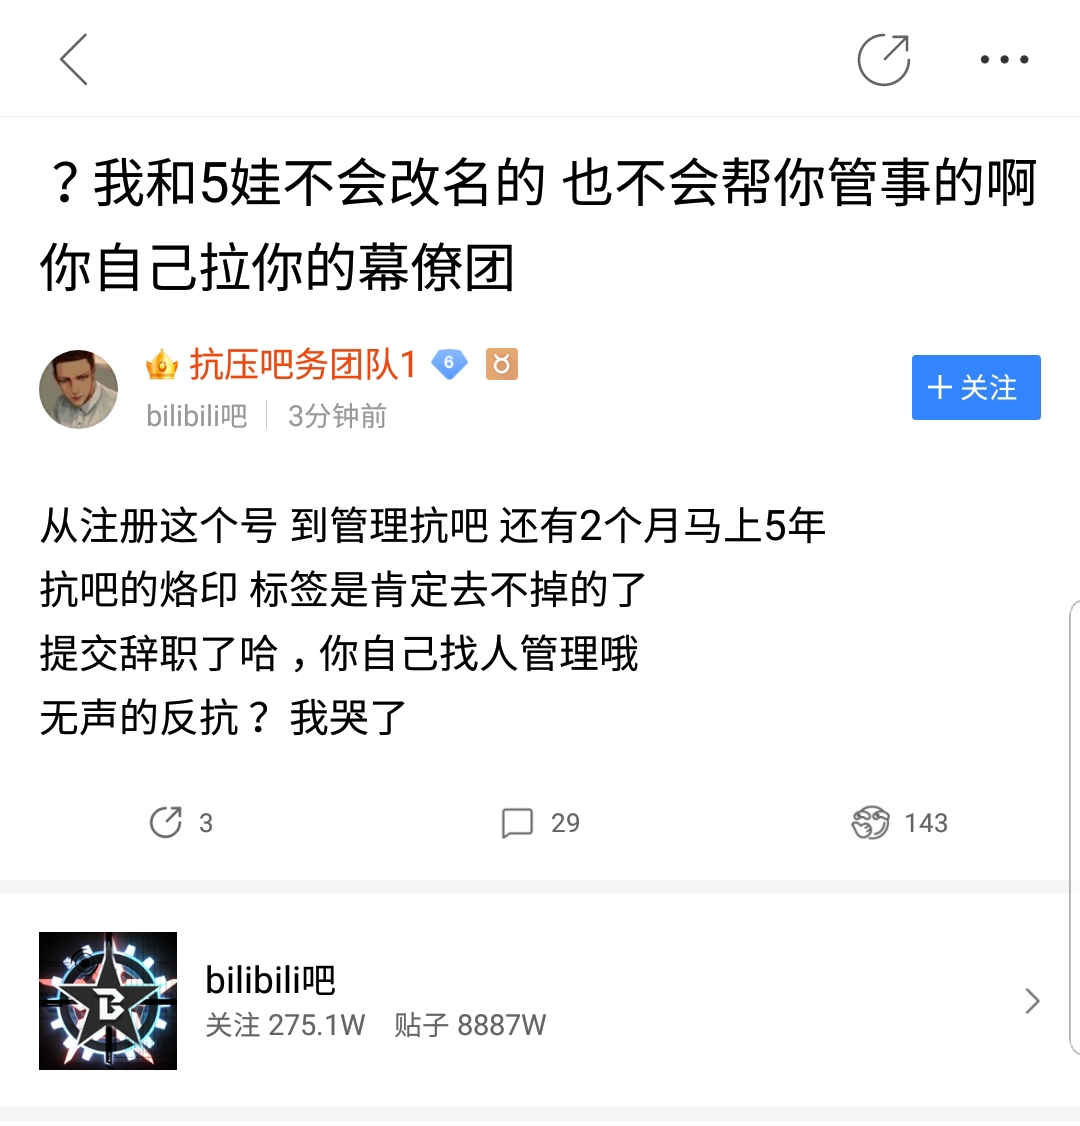 ？我和5娃不会改名的 也不会帮你管事的啊
你自己拉你的幕僚团
抗压吧务团队1 6
bilibili吧 3分钟前
关注
从注册这个号 到管理抗吧 还有2个月马上5年
抗吧的烙印 标签是肯定去不掉的了
提交辞职了哈，你自己找人管理哦
无声的反抗？ 我哭了
3 29 143
B
bilibili吧
关注 275.1W 贴子 8887W